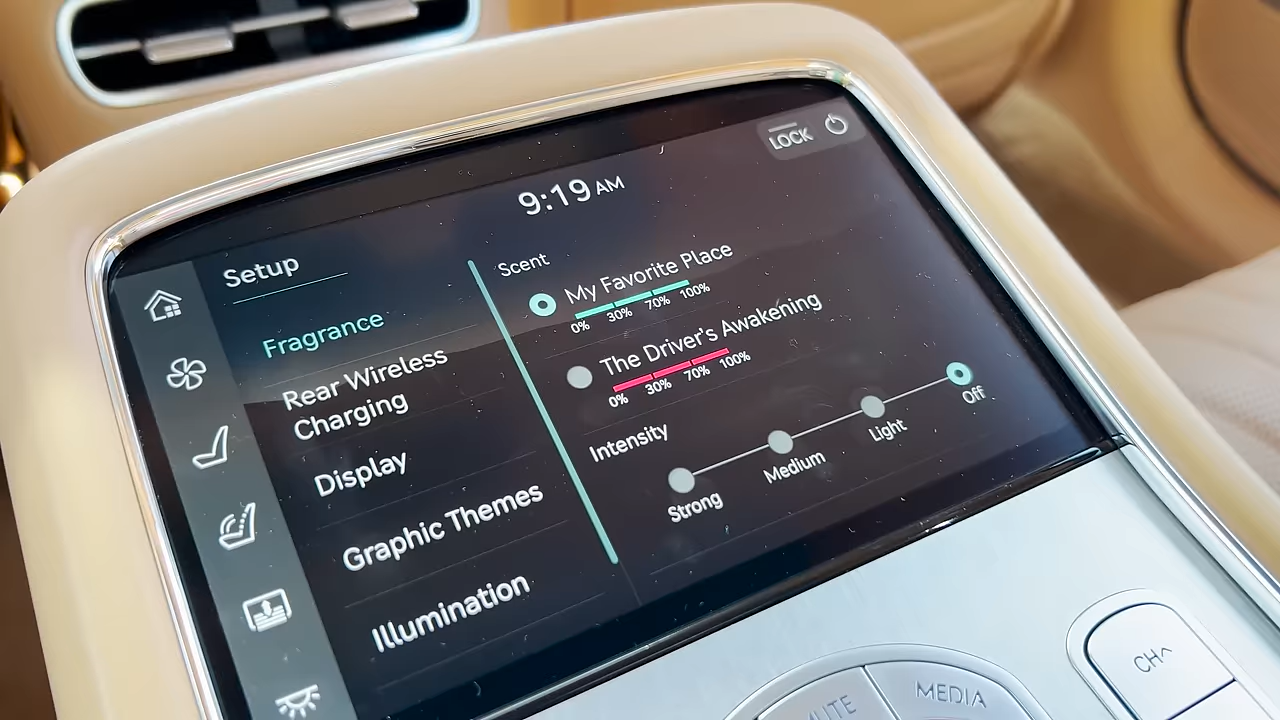 LOCK
9:19 AM
Setup
Fragrance
Rear Wireless
Charging
Display
Graphic Themes
Illumination
Scent
My Favorite Place
0% 30% 70% 100%
The Driver's Awakening
0% 30% 70% 100%
Intensity
Strong Medium Light Off
MUTE
MEDIA
CH